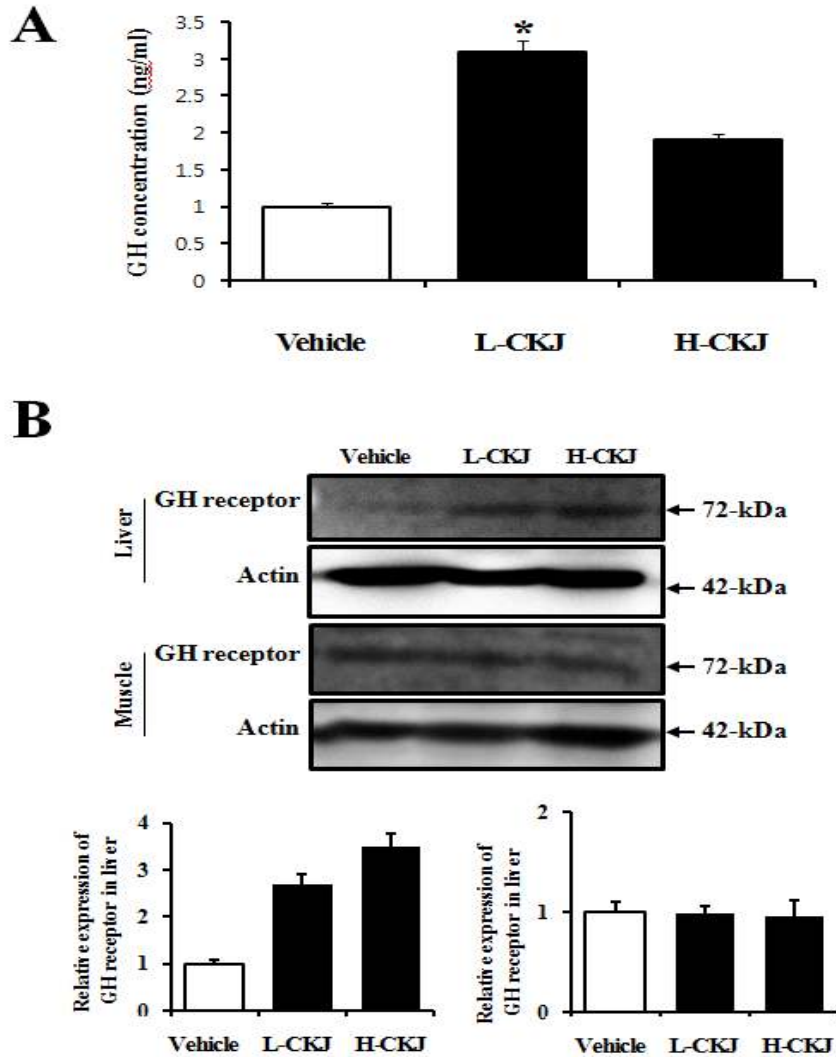 A
GH concentration (ng/ml)
3.5
3
2.5
2
1.5
1
0.5
0
*
Vehicle L-CKJ H-CKJ
B
Vehicle L-CKJ H-CKJ
Liver
GH receptor 72-kDa
Actin 42-kDa
Muscle
GH receptor 72-kDa
Actin 42-kDa
Relative expression of
GH receptor in liver
4
3
2
1
0
Vehicle L-CKJ H-CKJ
Relative expression of
GH receptor in liver
2
1
0
Vehicle L-CKJ H-CKJ